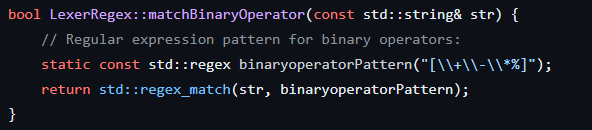 bool LexerRegex::matchBinaryOperator(const std::string& str) {
    // Regular expression pattern for binary operators:
    static const std::regex binaryoperatorPattern("[\\+\\-\\*%]");
    return std::regex_match(str, binaryoperatorPattern);
}